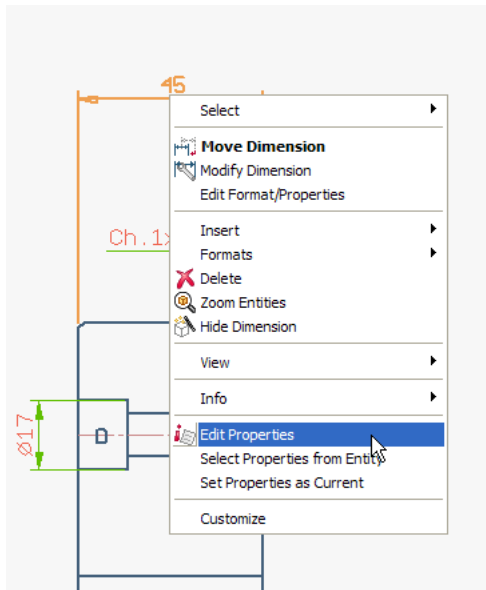 45
Select
Move Dimension
Modify Dimension
Edit Format/Properties
Ch.1
Insert
Formats
Delete
Zoom Entities
Hide Dimension
View
Info
Ø17
D
Edit Properties
Select Properties from Entity
Set Properties as Current
Customize